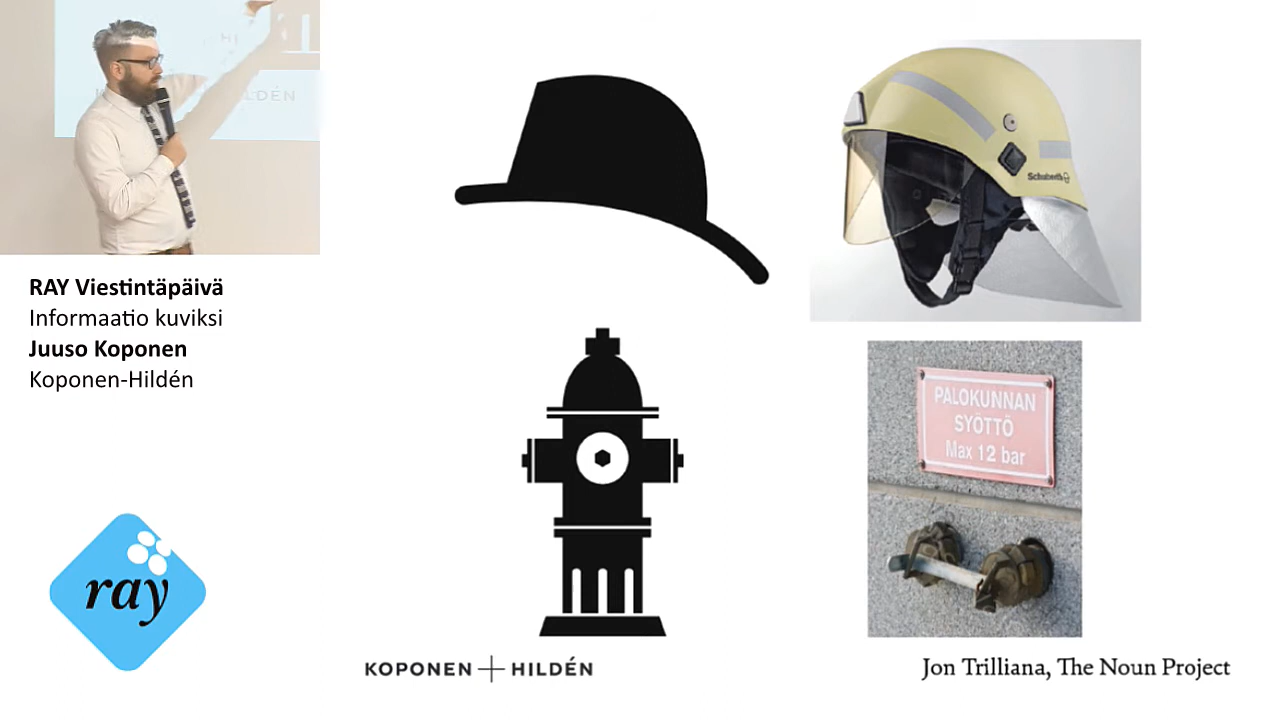 RAY Viestintäpäivä
Informaatio kuviksi
Juuso Koponen
Koponen-Hildén
ray
Schuberth
PALOKUNNAN
SYÖTTÖ
Max 12 bar
KOPONEN + HILDÉN
Jon Trilliana, The Noun Project